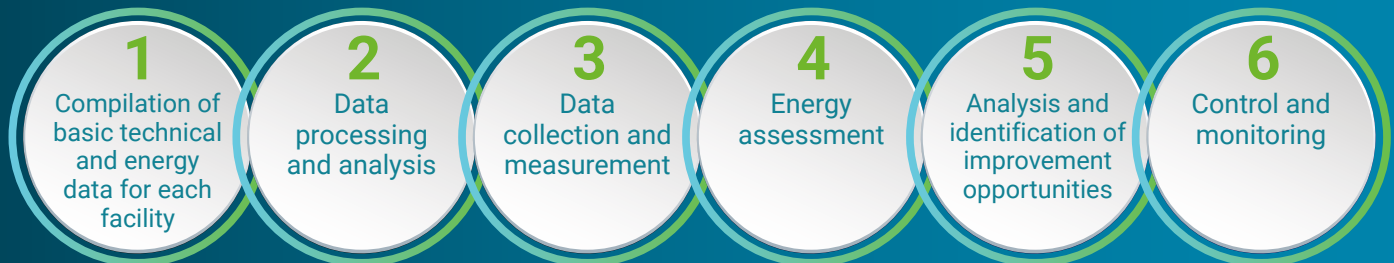 1
Compilation of
basic technical
and energy
data for each
facility
2
Data
processing
and analysis
3
Data
collection and
measurement
4
Energy
assessment
5
Analysis and
identification of
improvement
opportunities
6
Control and
monitoring